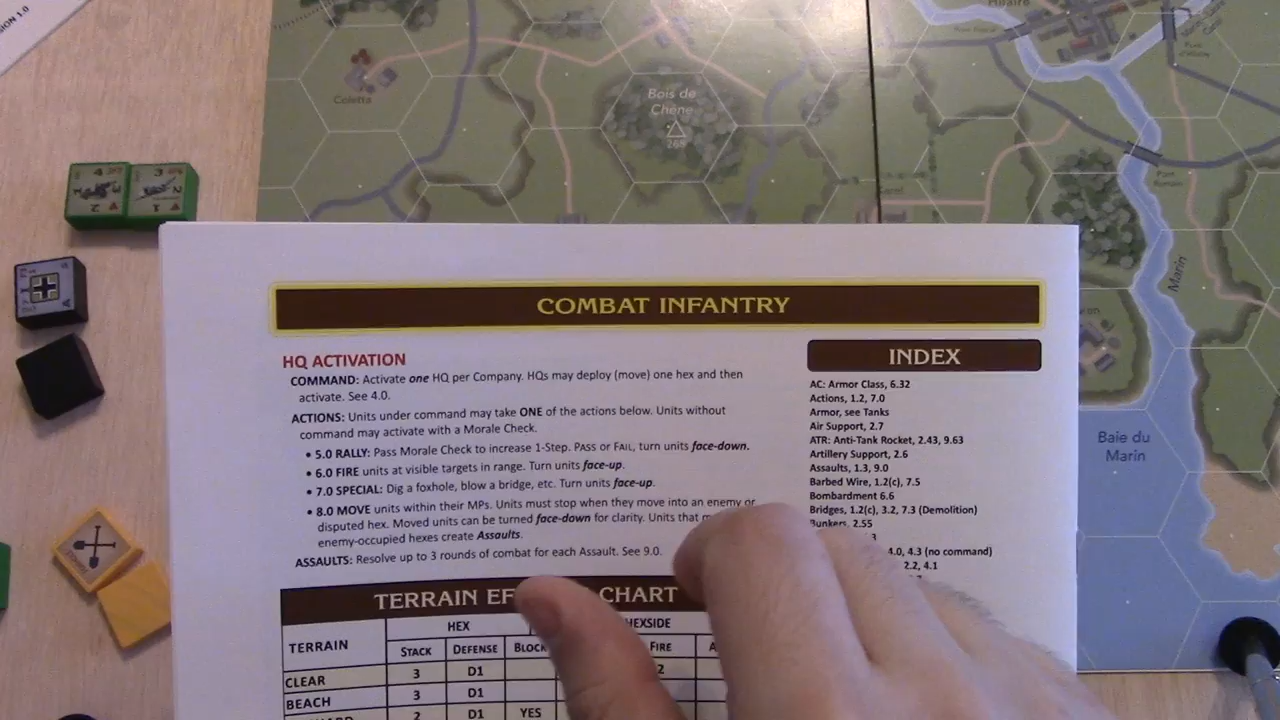 SION 1.0
Hilaire
Coletta
Bois de
Chêne
268
Marin
Baie du
Marin
COMBAT INFANTRY
HQ ACTIVATION
COMMAND: Activate one HQ per Company. HQs may deploy (move) one hex and then
activate. See 4.0.
ACTIONS: Units under command may take ONE of the actions below. Units without
command may activate with a Morale Check.
• 5.0 RALLY: Pass Morale Check to increase 1-Step. PASS or FAIL, turn units face-down.
• 6.0 FIRE units at visible targets in range. Turn units face-up.
• 7.0 SPECIAL: Dig a foxhole, blow a bridge, etc. Turn units face-up.
• 8.0 MOVE units within their MPs. Units must stop when they move into an enemy or
disputed hex. Moved units can be turned face-down for clarity. Units that
enemy-occupied hexes create Assaults.
ASSAULTS: Resolve up to 3 rounds of combat for each Assault. See 9.0.
INDEX
AC: Armor Class, 6.32
Actions, 1.2, 7.0
Armor, see Tanks
Air Support, 2.7
ATR: Anti-Tank Rocket, 2.43, 9.63
Artillery Support, 2.6
Assaults, 1.3, 9.0
Barbed Wire, 1.2(c), 7.5
Bombardment 6.6
Bridges, 1.2(c), 3.2, 7.3 (Demolition)
Bunkers, 2.55
3
4.0, 4.3 (no command)
2.2, 4.1
TERRAIN EF CHART
TERRAIN HEX HEXSIDE
STACK DEFENSE BLOCK FIRE A
CLEAR 3 D1 2
BEACH 3 D1
2 D1 YES